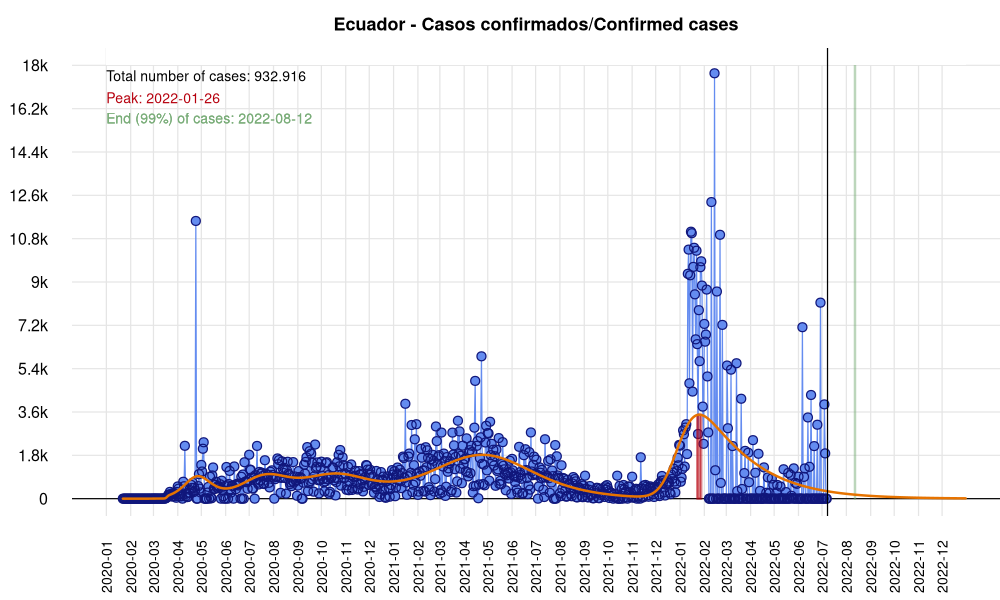 Ecuador - Casos confirmados/Confirmed cases
18k
16.2k
14.4k
12.6k
10.8k
9k
7.2k
5.4k
3.6k
1.8k
0
Total number of cases: 932.916
Peak: 2022-01-26
End (99%) of cases: 2022-08-12
2020-01
2020-02
2020-03
2020-04
2020-05
2020-06
2020-07
2020-08
2020-09
2020-10
2020-11
2020-12
2021-01
2021-02
2021-03
2021-04
2021-05
2021-06
2021-07
2021-08
2021-09
2021-10
2021-11
2021-12
2022-01
2022-02
2022-03
2022-04
2022-05
2022-06
2022-07
2022-08
2022-09
2022-10
2022-11
2022-12